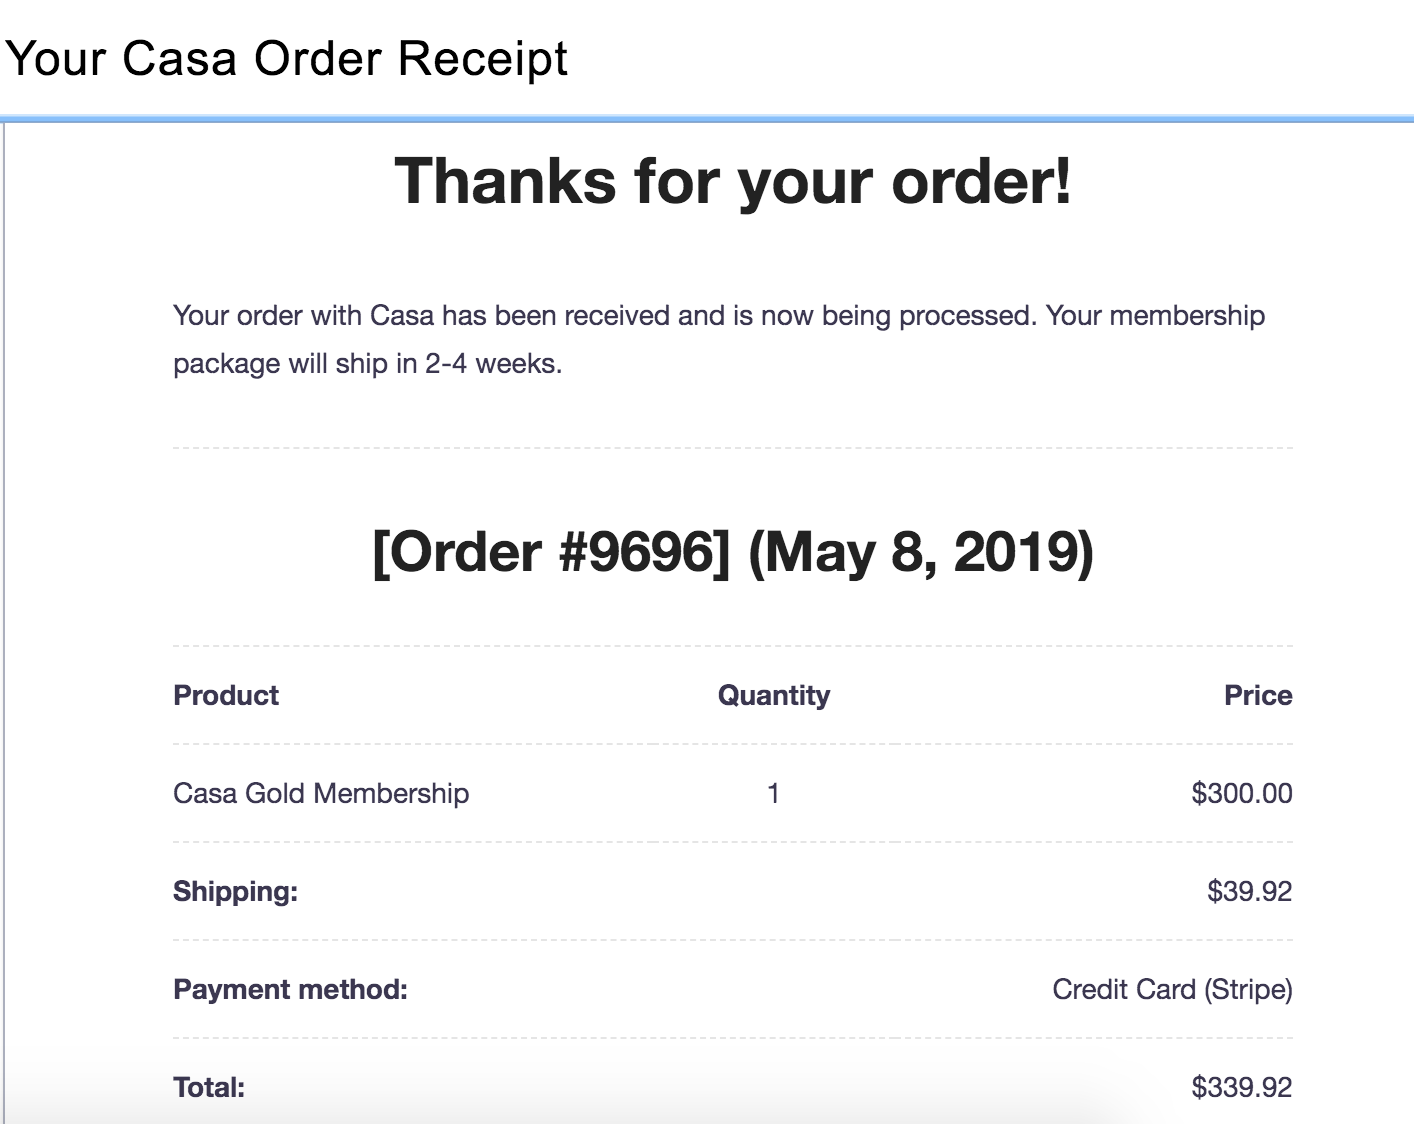 Your Casa Order Receipt
Thanks for your order!
Your order with Casa has been received and is now being processed. Your membership
package will ship in 2-4 weeks.
[Order #9696] (May 8, 2019)
Product Quantity Price
Casa Gold Membership 1 $300.00
Shipping: $39.92
Payment method: Credit Card (Stripe)
Total: $339.92